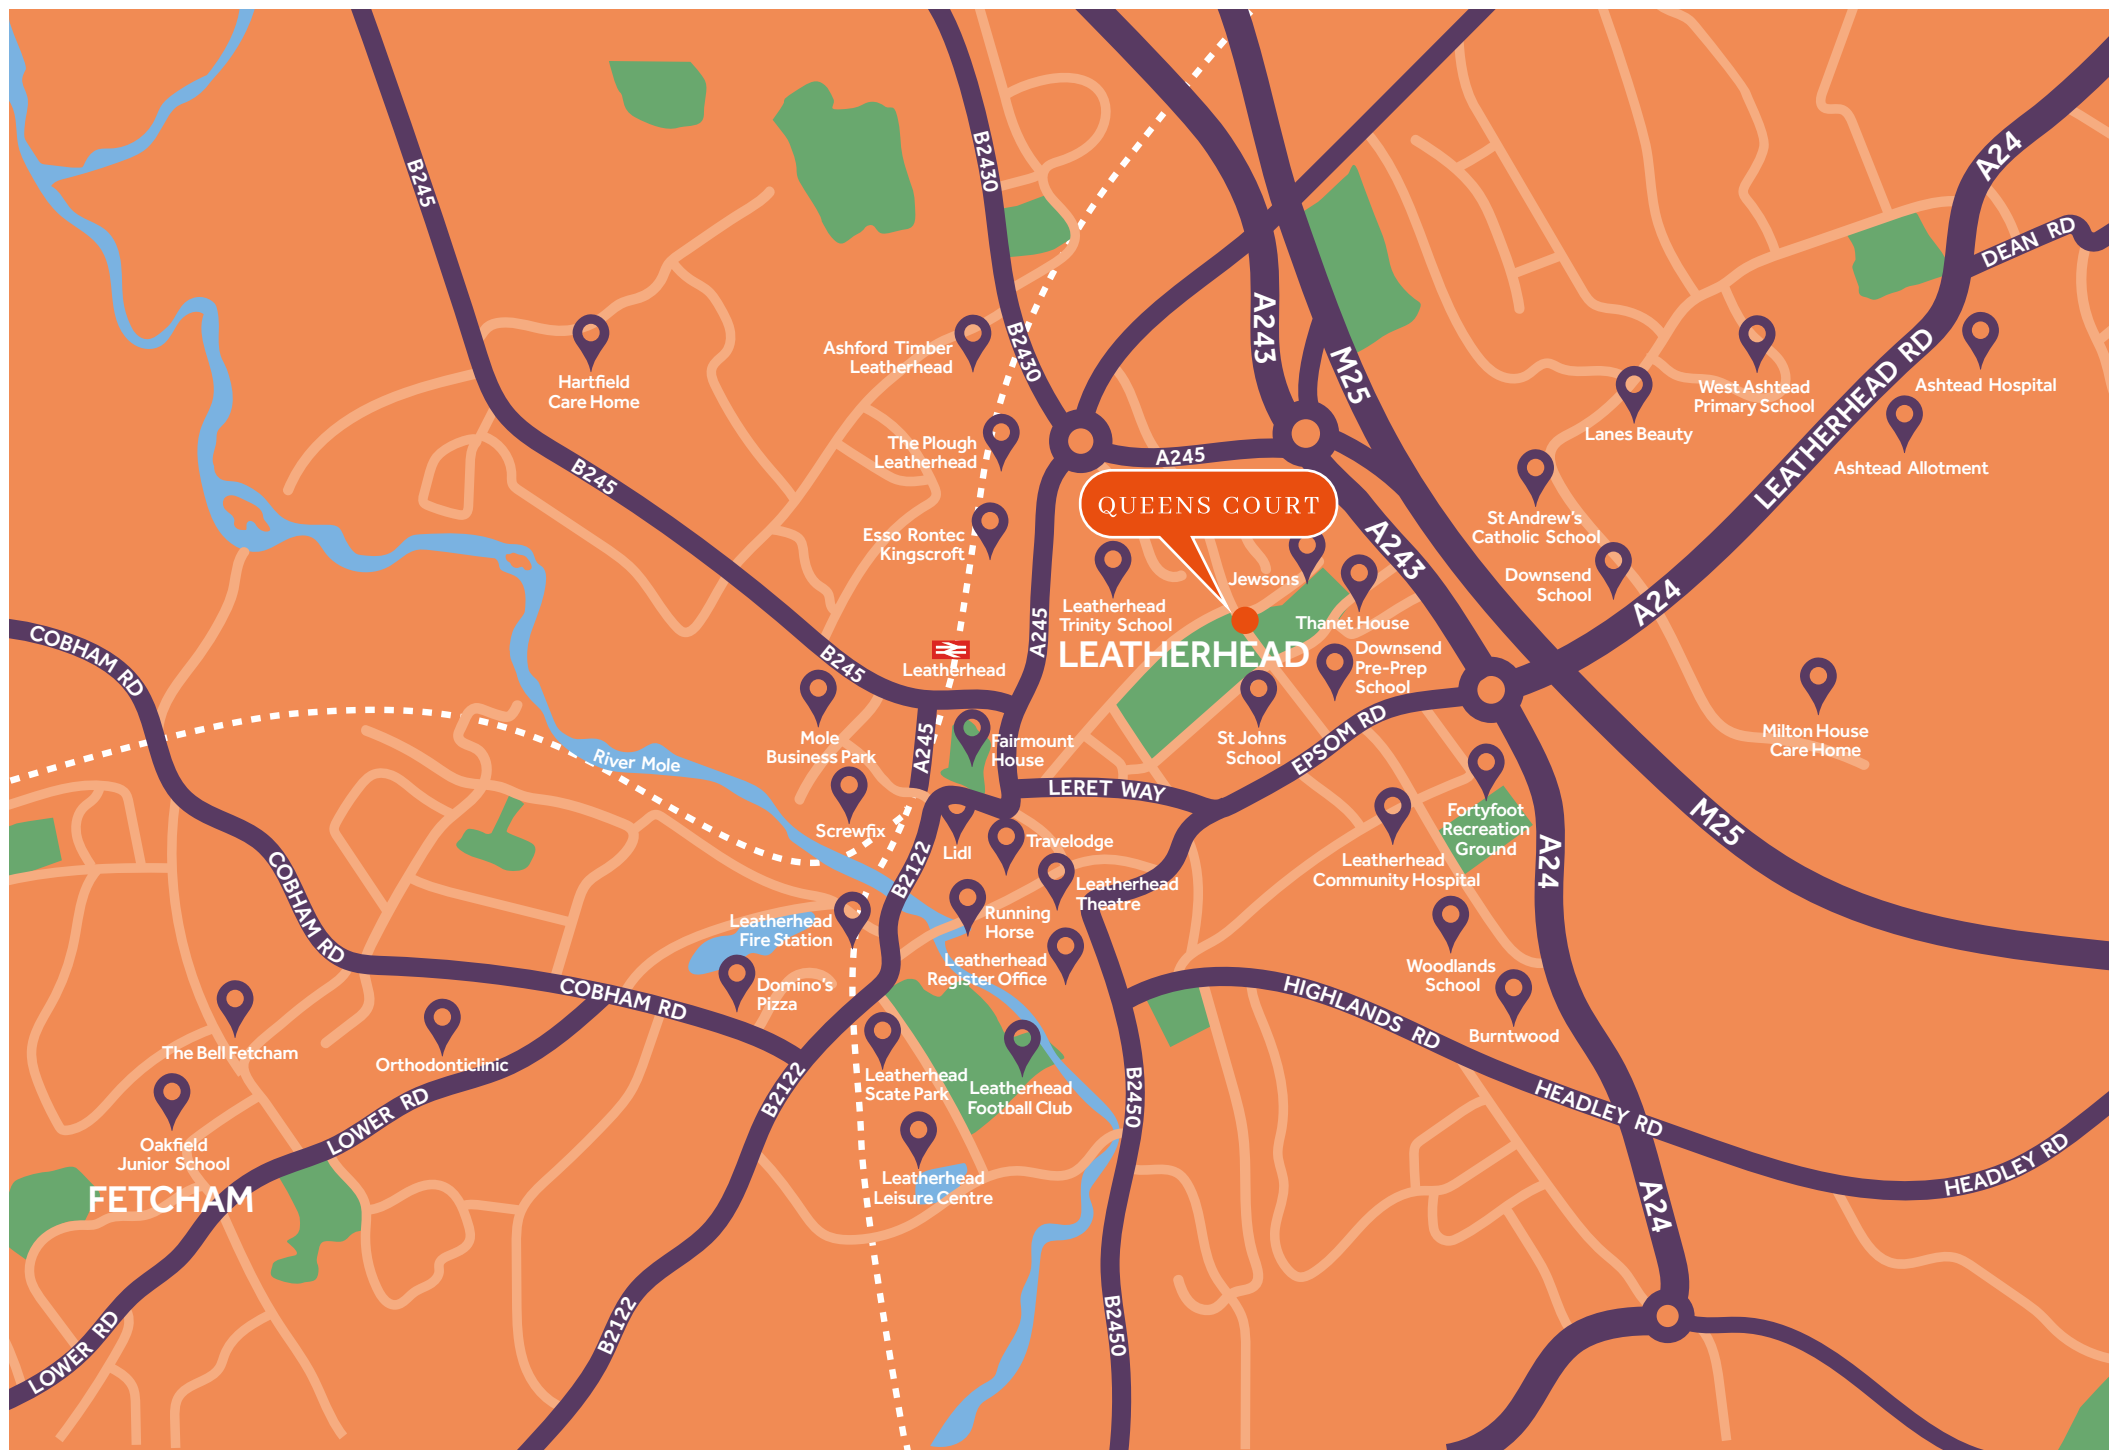 A24
B2430
B245
DEAN RD
A243
M25
B2430
LEATHERHEAD RD
Ashford Timber
Leatherhead
Hartfield
Care Home
West Ashtead
Primary School
Ashtead Hospital
Lanes Beauty
Ashtead Allotment
The Plough
Leatherhead
A245
B245
QUEENS COURT
St Andrew's
Catholic School
Esso Rontec
Kingscroft
A243
Jewsons
Downsend
School
A24
Leatherhead
Trinity School
Thanet House
A245
COBHAM RD
B245
Leatherhead
LEATHERHEAD
Downsend
Pre-Prep
School
Mole
Business Park
A245
Fairmount
House
St Johns
School
EPSOM RD
Milton House
Care Home
River Mole
LERET WAY
Screwfix
Fortyfoot
Recreation
Ground
M25
Lidl
Travelodge
B2122
Leatherhead
Community Hospital
A24
COBHAM RD
Leatherhead
Theatre
Leatherhead
Fire Station
Running
Horse
Leatherhead
Register Office
Woodlands
School
Domino's
Pizza
COBHAM RD
HIGHLANDS RD
Burntwood
The Bell Fetcham
Orthodonticlinic
Leatherhead
Scate Park
Leatherhead
Football Club
B2122
B2450
LOWER RD
HEADLEY RD
Oakfield
Junior School
FETCHAM
Leatherhead
Leisure Centre
HEADLEY RD
A24
LOWER RD
B2122
B2450